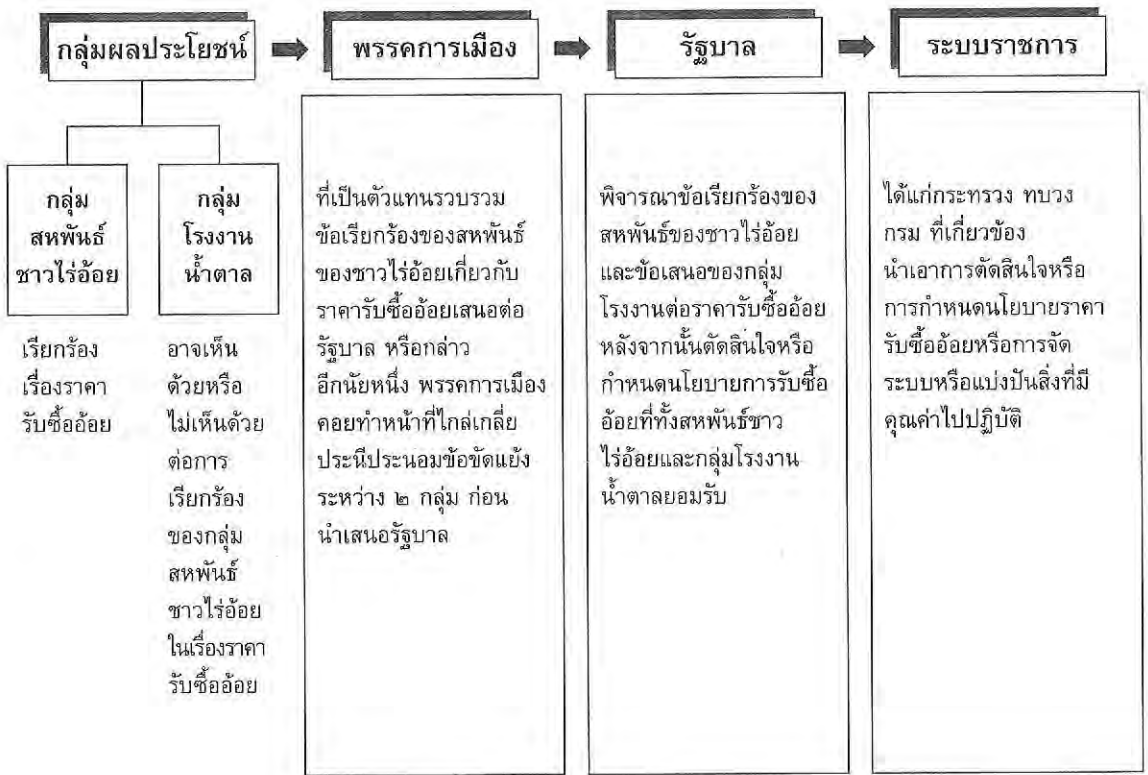 กลุ่มผลประโยชน์
พรรคการเมือง
รัฐบาล
ระบบราชการ
กลุ่ม
สหพันธ์
ชาวไร่อ้อย
เรียกร้อง
เรื่องราคา
รับซื้ออ้อย
กลุ่ม
โรงงาน
น้ำตาล
อาจเห็น
ด้วยหรือ
ไม่เห็นด้วย
ต่อการ
เรียกร้อง
ของกลุ่ม
สหพันธ์
ชาวไร่อ้อย
ในเรื่องราคา
รับซื้ออ้อย
ที่เป็นตัวแทนรวบรวม
ข้อเรียกร้องของสหพันธ์
ของชาวไร่อ้อยเกี่ยวกับ
ราคารับซื้ออ้อยเสนอต่อ
รัฐบาล หรือกล่าว
อีกนัยหนึ่ง พรรคการเมือง
คอยทำหน้าที่ไกล่เกลี่ย
ประนีประนอมข้อขัดแย้ง
ระหว่าง ๒ กลุ่ม ก่อน
นำเสนอรัฐบาล
พิจารณาข้อเรียกร้องของ
สหพันธ์ของชาวไร่อ้อย
และข้อเสนอของกลุ่ม
โรงงานต่อราคารับซื้ออ้อย
หลังจากนั้นตัดสินใจหรือ
กำหนดนโยบายการรับซื้อ
อ้อยที่ทั้งสหพันธ์ชาว
ไร่อ้อยและกลุ่มโรงงาน
น้ำตาลยอมรับ
ได้แก่กระทรวง ทบวง
กรม ที่เกี่ยวข้อง
นำเอาการตัดสินใจหรือ
การกำหนดนโยบายราคา
รับซื้ออ้อยหรือการจัด
ระบบหรือแบ่งปันสิ่งที่มี
คุณค่าไปปฏิบัติ